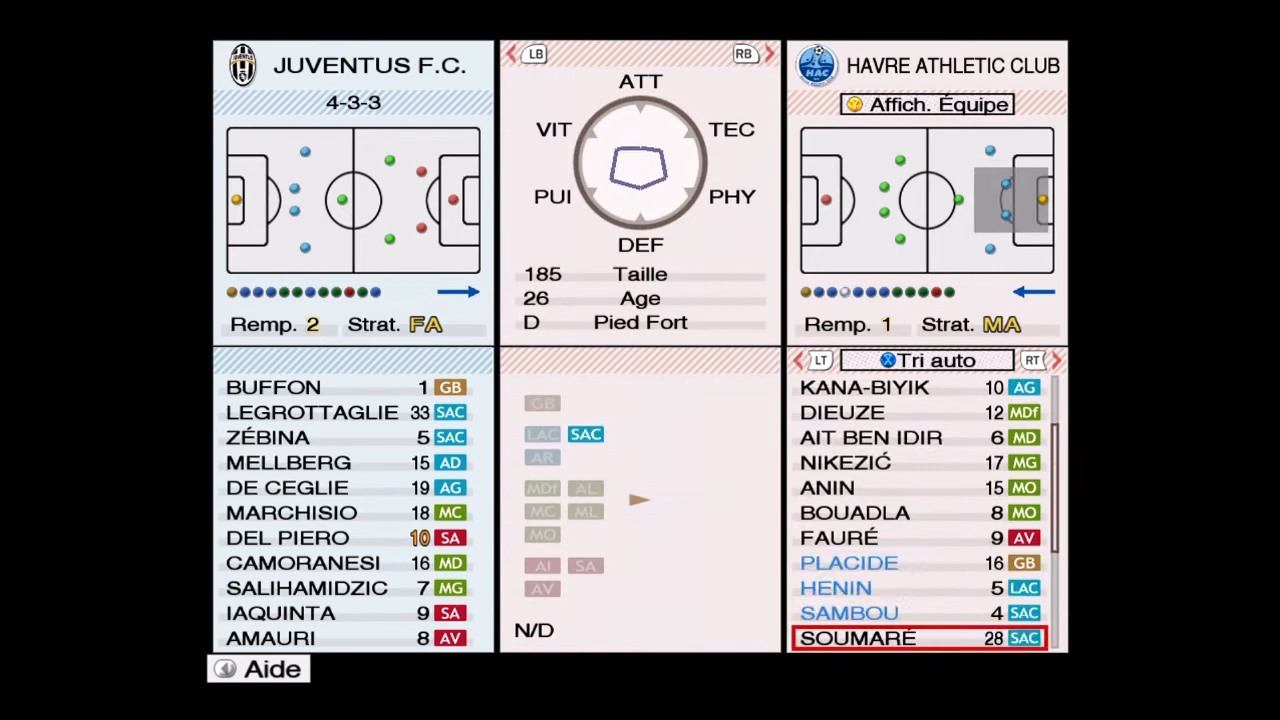 JUVENTUS F.C.
4-3-3
Remp. 2 Strat. FA
BUFFON 1 GB
LEGROTTAGLIE 33 SAC
ZÉBINA 5 SAC
MELLBERG 15 AD
DE CEGLIE 19 AG
MARCHISIO 18 MC
DEL PIERO 10 SA
CAMORANESI 16 MD
SALIHAMIDZIC 7 MG
IAQUINTA 9 SA
AMAURI 8 AV
Aide
LB RB
ATT
VIT TEC
PUI PHY
DEF
185 Taille
26 Age
D Pied Fort
GB
LAC SAC
AR
MDf AL
MC ML
MO
AI SA
AV
N/D
HAC
HAVRE ATHLETIC CLUB
Y Affich. Équipe
Remp. 1 Strat. MA
LT X Tri auto RT
KANA-BIYIK 10 AG
DIEUZE 12 MDf
AIT BEN IDIR 6 MD
NIKEZIĆ 17 MG
ANIN 15 MO
BOUADLA 8 MO
FAURÉ 9 AV
PLACIDE 16 GB
HENIN 5 LAC
SAMBOU 4 SAC
SOUMARÉ 28 SAC